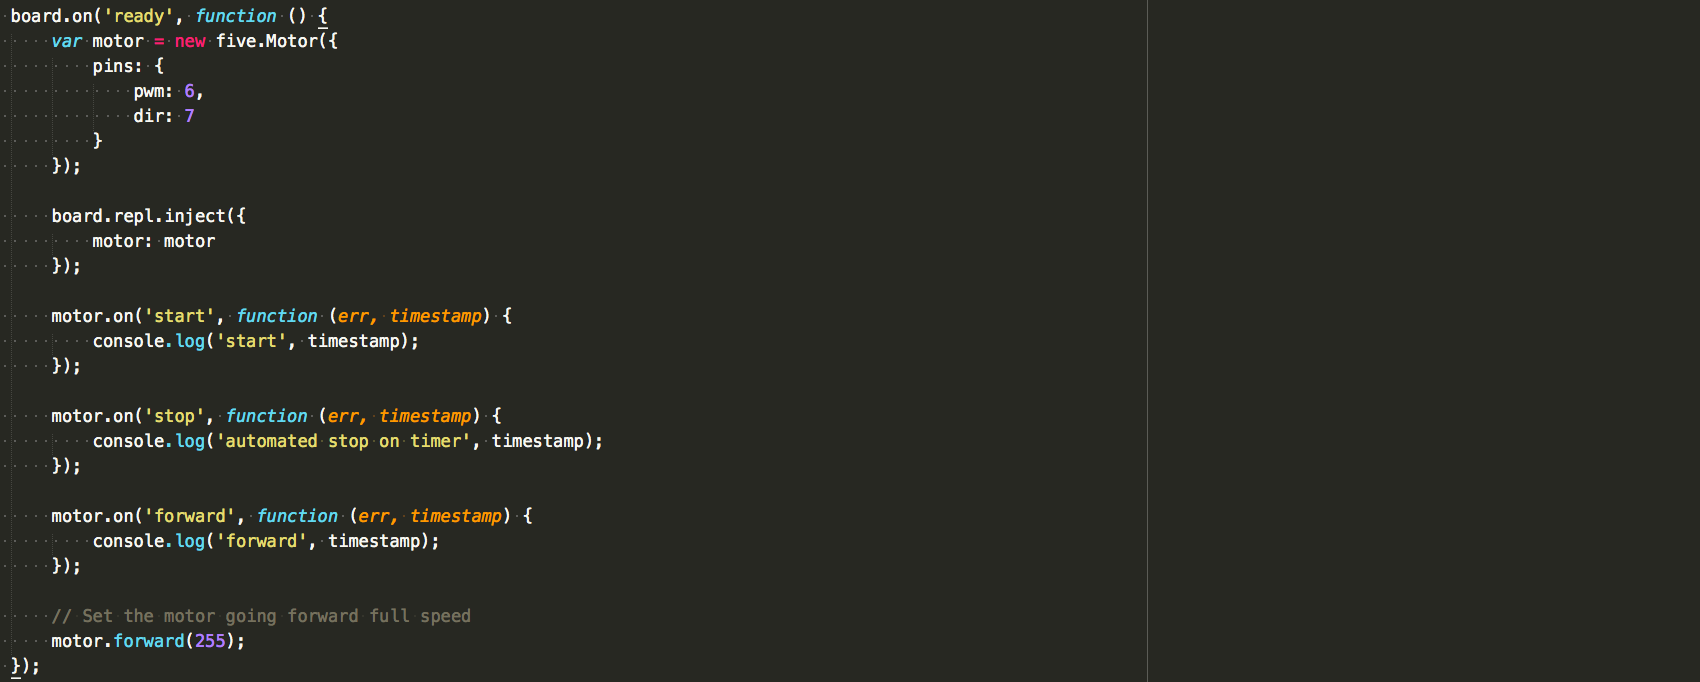 board.on('ready', function () {
    var motor = new five.Motor({
        pins: {
            pwm: 6,
            dir: 7
        }
    });

    board.repl.inject({
        motor: motor
    });

    motor.on('start', function (err, timestamp) {
        console.log('start', timestamp);
    });

    motor.on('stop', function (err, timestamp) {
        console.log('automated stop on timer', timestamp);
    });

    motor.on('forward', function (err, timestamp) {
        console.log('forward', timestamp);
    });

    // Set the motor going forward full speed
    motor.forward(255);
});